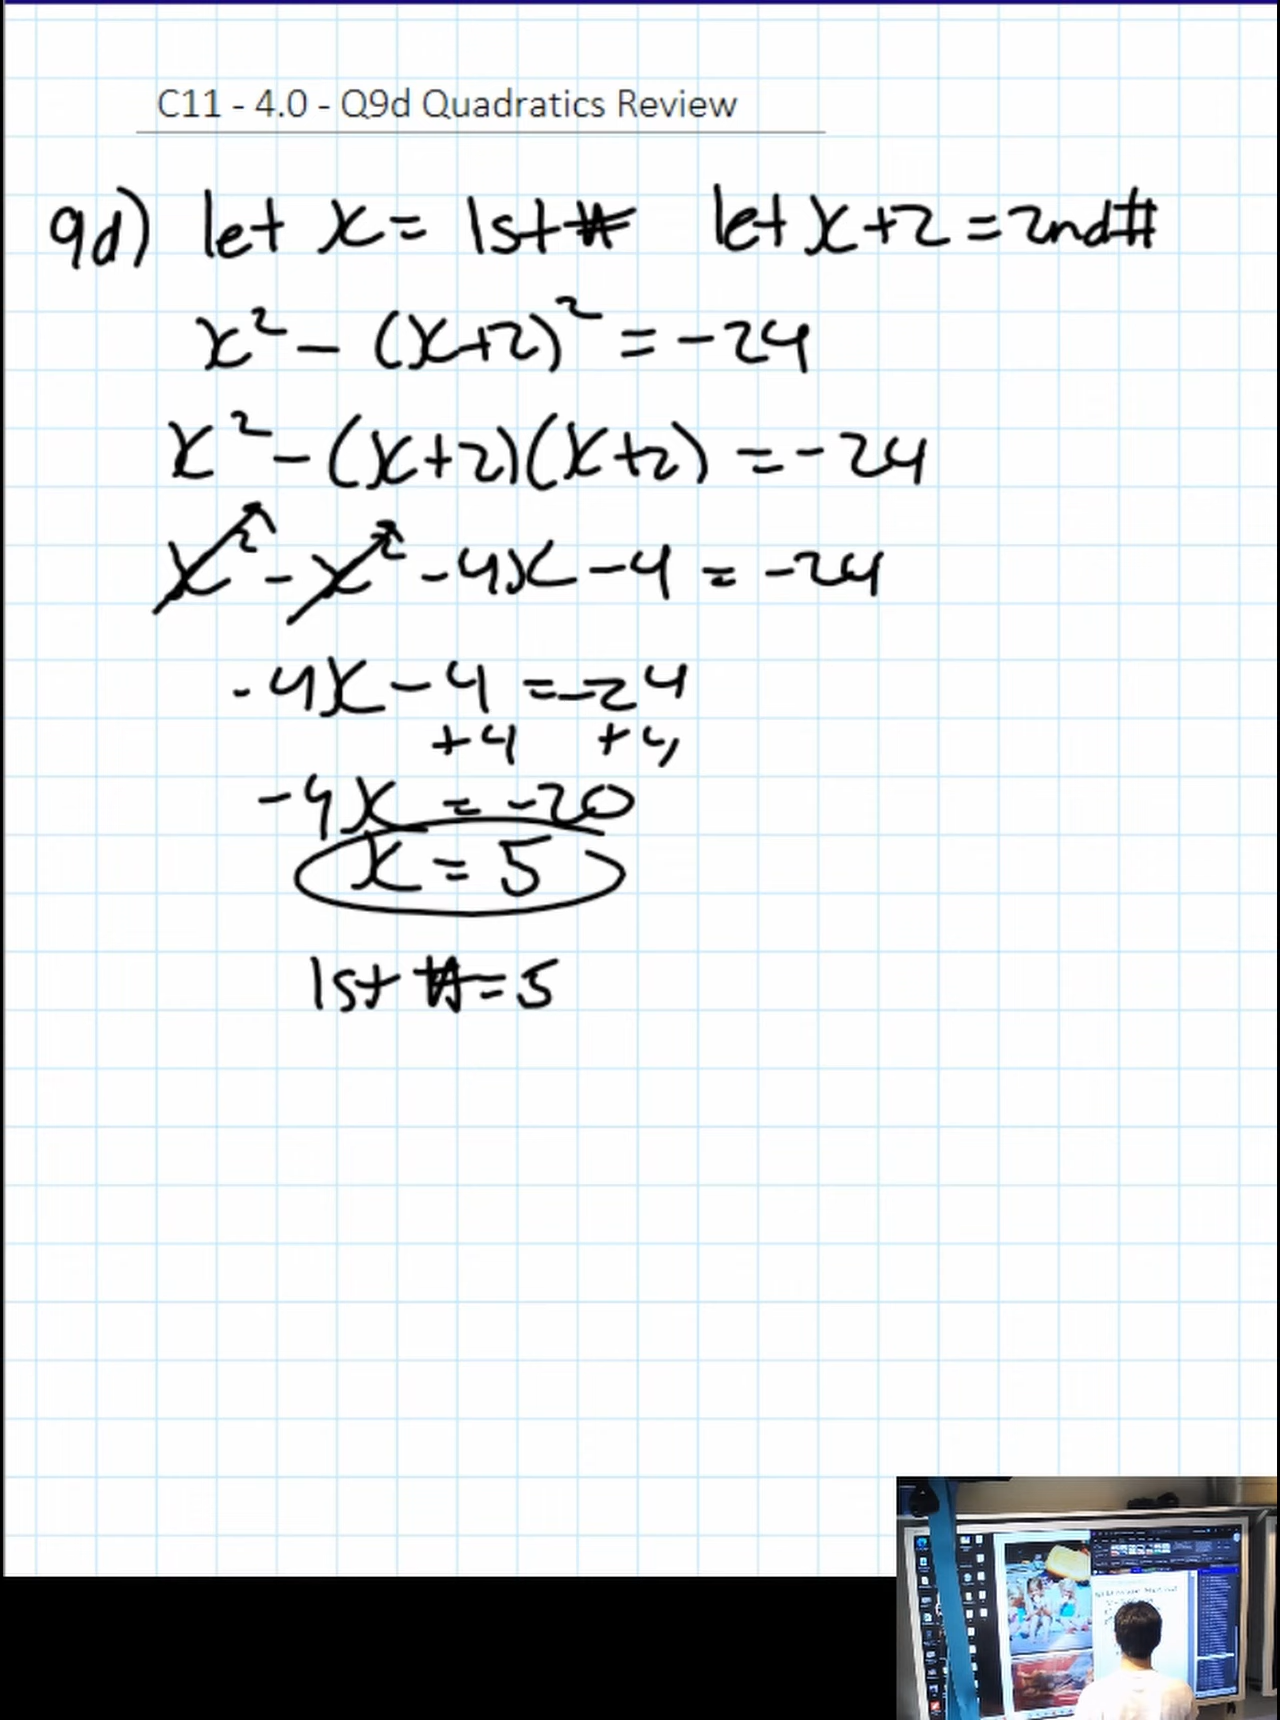 C11 - 4.0 - Q9d Quadratics Review
9d) let x = 1st # let x+2 = 2nd #
x² - (x+2)² = -24
x² - (x+2)(x+2) = -24
x² - x² - 4x - 4 = -24
-4x - 4 = -24
+4 +4
-4x = -20
x = 5
1st # = 5